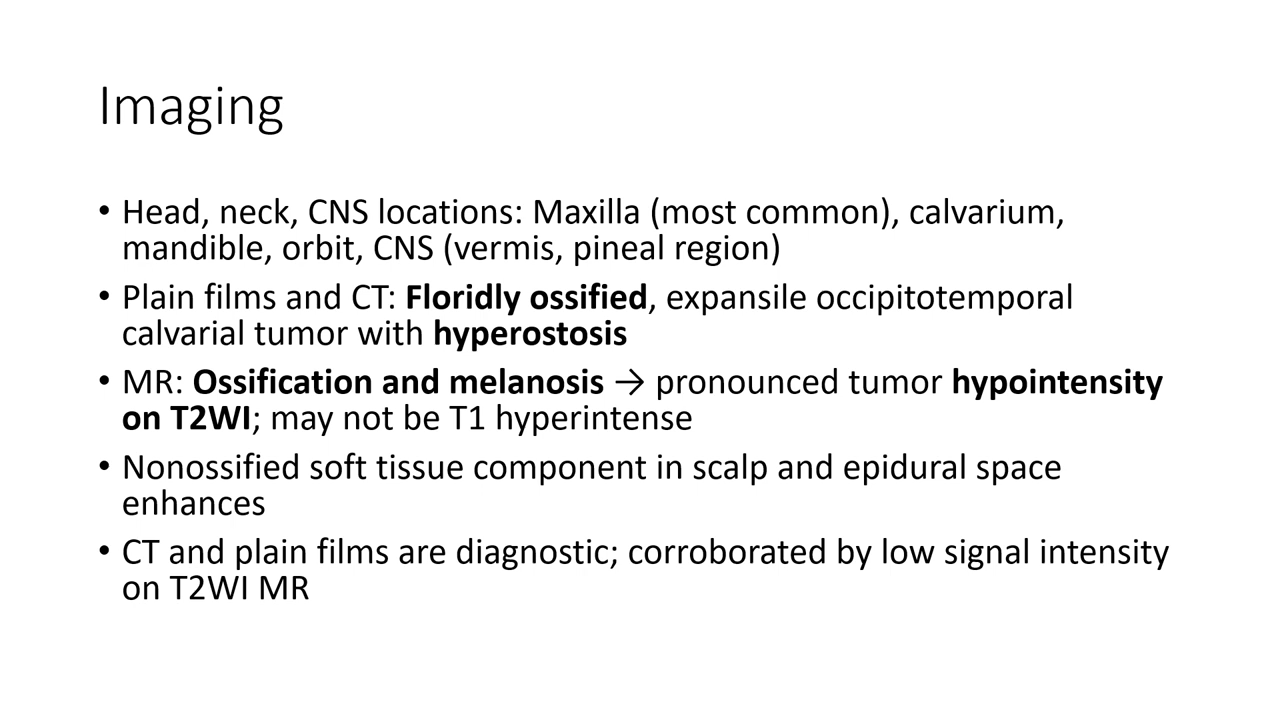 Imaging
• Head, neck, CNS locations: Maxilla (most common), calvarium,
mandible, orbit, CNS (vermis, pineal region)
• Plain films and CT: Floridly ossified, expansile occipitotemporal
calvarial tumor with hyperostosis
• MR: Ossification and melanosis → pronounced tumor hypointensity
on T2WI; may not be T1 hyperintense
• Nonossified soft tissue component in scalp and epidural space
enhances
• CT and plain films are diagnostic; corroborated by low signal intensity
on T2WI MR